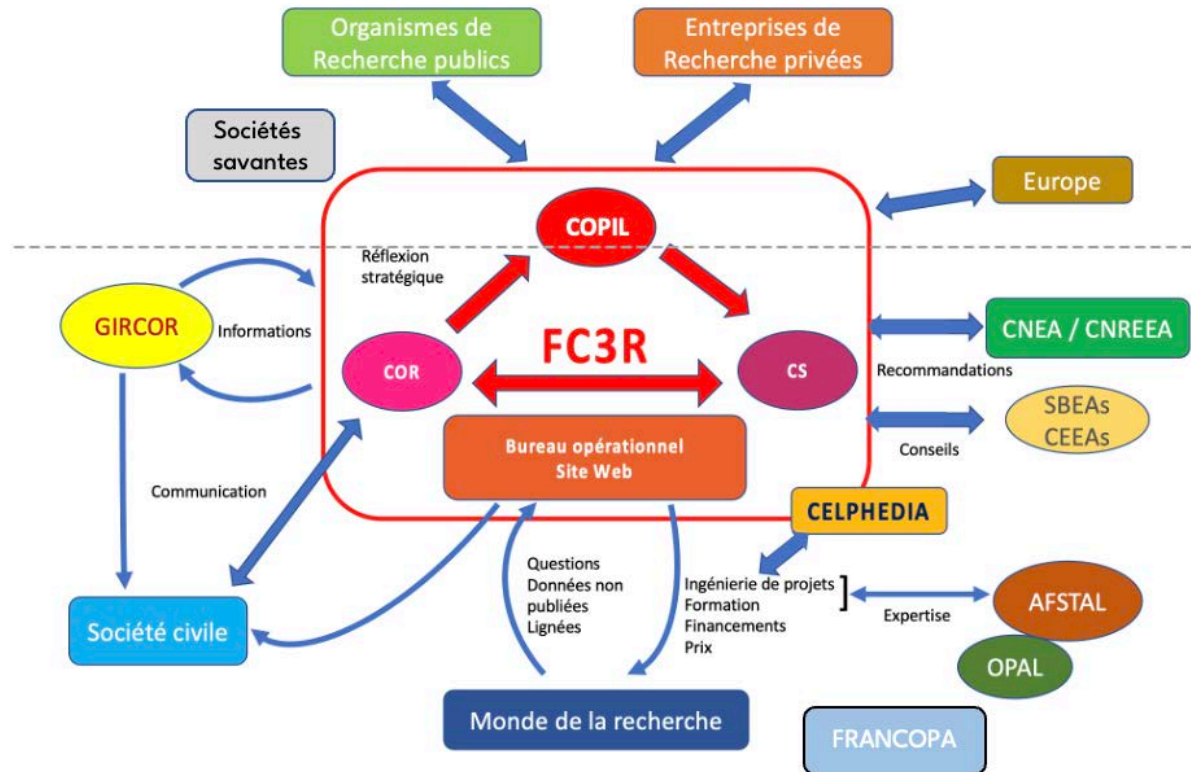 Organismes de
Recherche publics
Entreprises de
Recherche privées
Sociétés
savantes
Europe
COPIL
Réflexion
stratégique
GIRCOR
Informations
FC3R
COR
CS
CNEA / CNREEA
Recommandations
SBEAs
CEEAs
Conseils
Bureau opérationnel
Site Web
Communication
CELPHEDIA
Questions
Données non
publiées
Lignées
Ingénierie de projets
Formation
Financements
Prix
]
Expertise
AFSTAL
OPAL
Société civile
Monde de la recherche
FRANCOPA